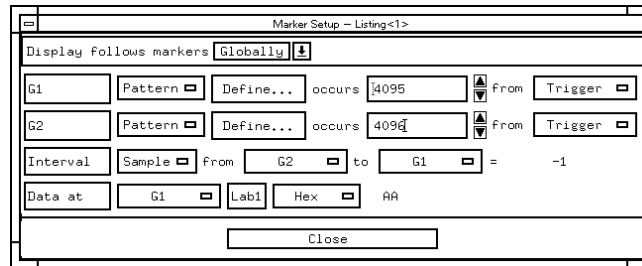 Marker Setup – Listing<1>
Display follows markers Globally
G1 Pattern Define... occurs 4095 from Trigger
G2 Pattern Define... occurs 4096 from Trigger
Interval Sample from G2 to G1 = -1
Data at G1 Lab1 Hex AA
Close